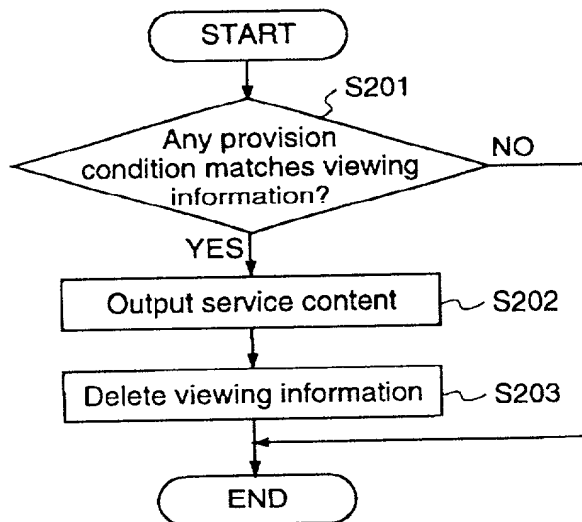 START
S201
Any provision
condition matches viewing
information?
NO
YES
Output service content
S202
Delete viewing information
S203
END